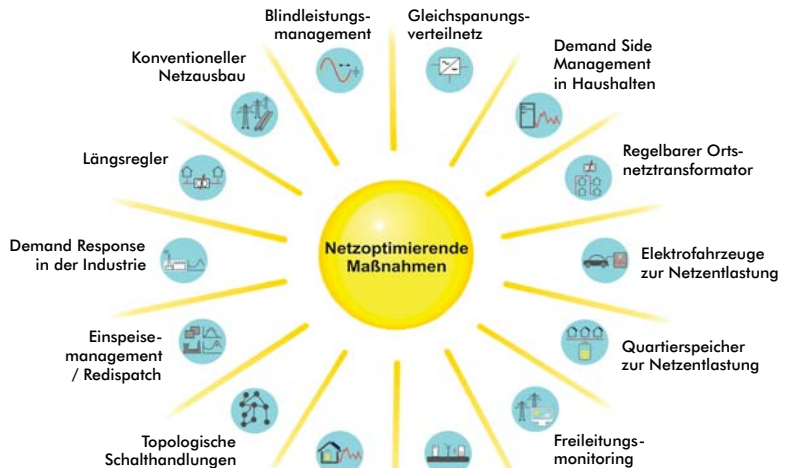 Blindleistungs-
management
Gleichspanungs-
verteilnetz
Demand Side
Management
in Haushalten
Regelbarer Orts-
netztransformator
Elektrofahrzeuge
zur Netzentlastung
Quartierspeicher
zur Netzentlastung
Freileitungs-
monitoring
Topologische
Schalthandlungen
Einspeise-
management
/ Redispatch
Demand Response
in der Industrie
Längsregler
Konventioneller
Netzausbau
Netzoptimierende
Maßnahmen